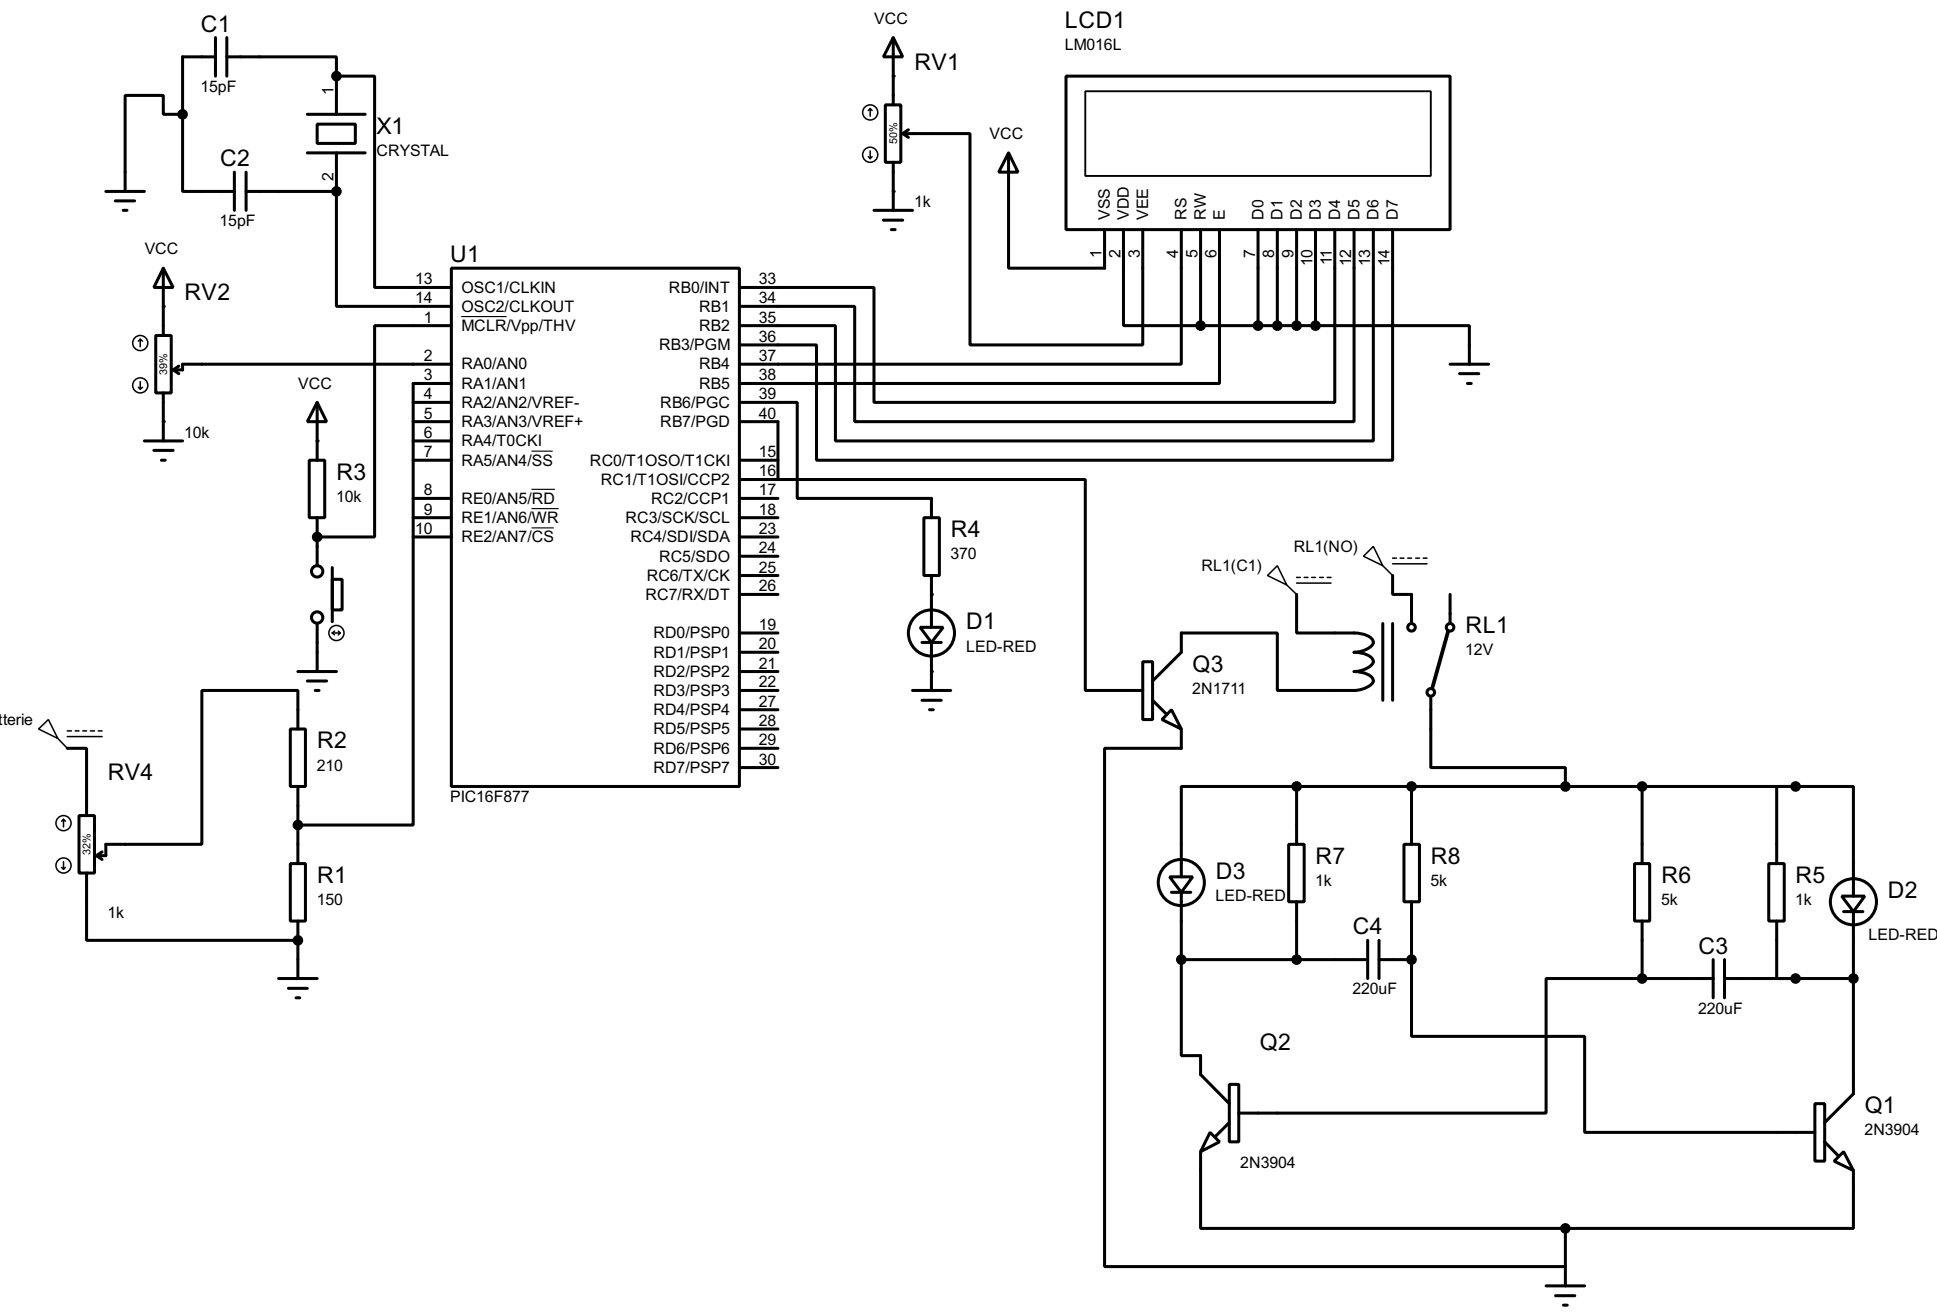 C1
15pF
1
X1
CRYSTAL
C2
2
15pF
VCC
RV1
50%
1k
VCC
LCD1
LM016L
VSS
VDD
VEE
RS
RW
E
D0
D1
D2
D3
D4
D5
D6
D7
1
2
3
4
5
6
7
8
9
10
11
12
13
14
VCC
RV2
39%
10k
VCC
R3
10k
U1
13 OSC1/CLKIN
14 OSC2/CLKOUT
1 MCLR/Vpp/THV
2 RA0/AN0
3 RA1/AN1
4 RA2/AN2/VREF-
5 RA3/AN3/VREF+
6 RA4/T0CKI
7 RA5/AN4/SS
8 RE0/AN5/RD
9 RE1/AN6/WR
10 RE2/AN7/CS
RB0/INT 33
RB1 34
RB2 35
RB3/PGM 36
RB4 37
RB5 38
RB6/PGC 39
RB7/PGD 40
RC0/T1OSO/T1CKI 15
RC1/T1OSI/CCP2 16
RC2/CCP1 17
RC3/SCK/SCL 18
RC4/SDI/SDA 23
RC5/SDO 24
RC6/TX/CK 25
RC7/RX/DT 26
RD0/PSP0 19
RD1/PSP1 20
RD2/PSP2 21
RD3/PSP3 22
RD4/PSP4 27
RD5/PSP5 28
RD6/PSP6 29
RD7/PSP7 30
PIC16F877
R4
370
D1
LED-RED
RL1(NO)
RL1(C1)
RL1
12V
Q3
2N1711
tterie
RV4
32%
1k
R2
210
R1
150
D3
LED-RED
R7
1k
R8
5k
R6
5k
R5
1k
D2
LED-RED
C4
220uF
C3
220uF
Q2
2N3904
Q1
2N3904